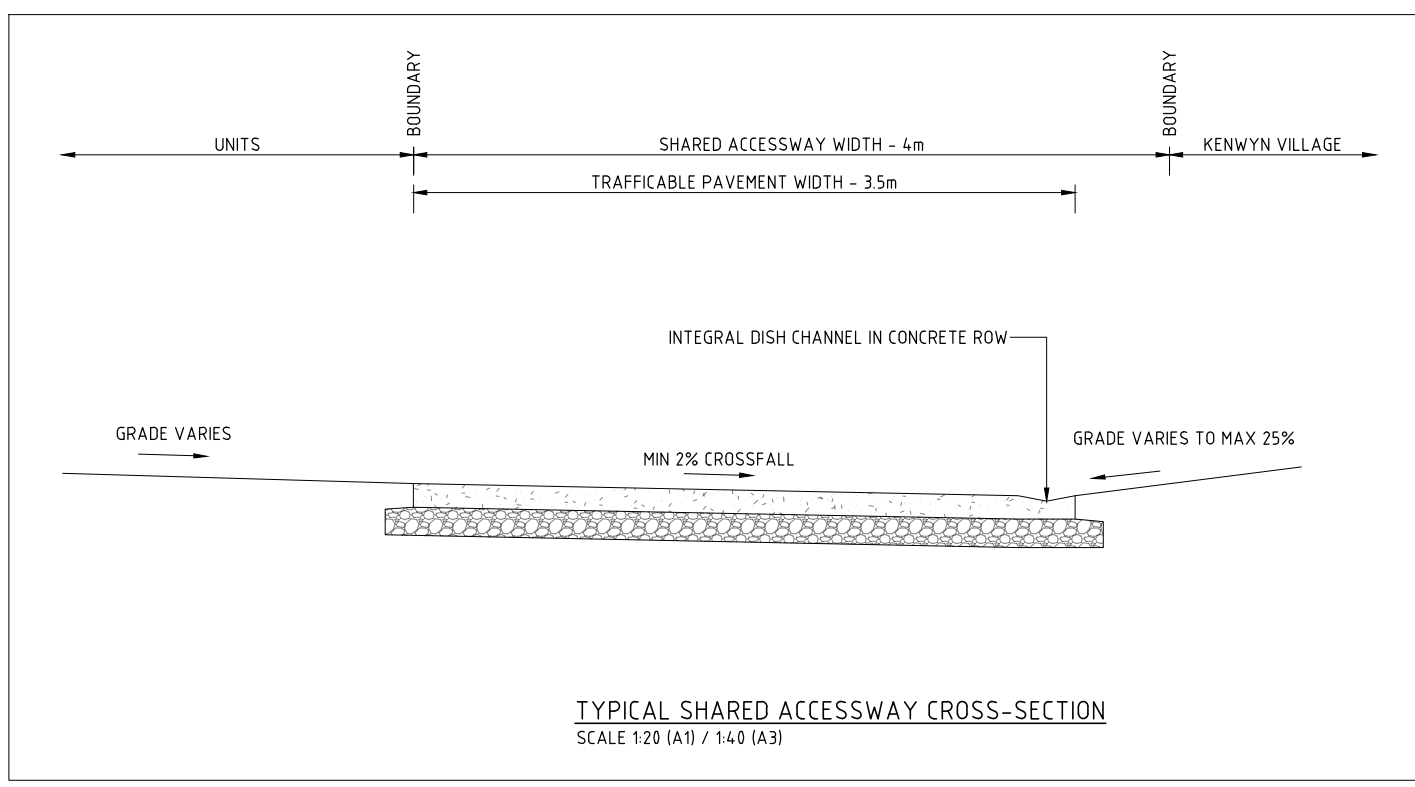 BOUNDARY
BOUNDARY
UNITS
SHARED ACCESSWAY WIDTH - 4m
KENWYN VILLAGE
TRAFFICABLE PAVEMENT WIDTH - 3.5m
INTEGRAL DISH CHANNEL IN CONCRETE ROW
GRADE VARIES
MIN 2% CROSSFALL
GRADE VARIES TO MAX 25%
TYPICAL SHARED ACCESSWAY CROSS-SECTION
SCALE 1:20 (A1) / 1:40 (A3)